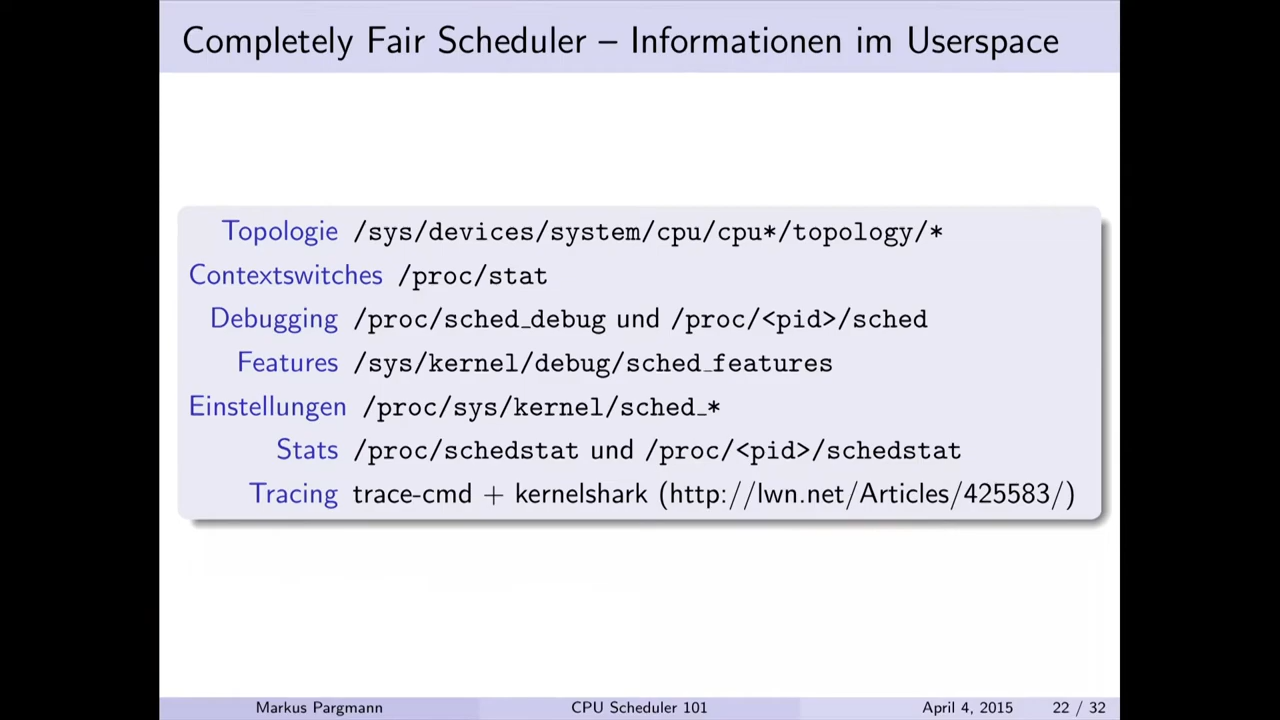 Completely Fair Scheduler – Informationen im Userspace
Topologie /sys/devices/system/cpu/cpu*/topology/*
Contextswitches /proc/stat
Debugging /proc/sched_debug und /proc/<pid>/sched
Features /sys/kernel/debug/sched_features
Einstellungen /proc/sys/kernel/sched_*
Stats /proc/schedstat und /proc/<pid>/schedstat
Tracing trace-cmd + kernelshark (http://lwn.net/Articles/425583/)
Markus Pargmann CPU Scheduler 101 April 4, 2015 22 / 32